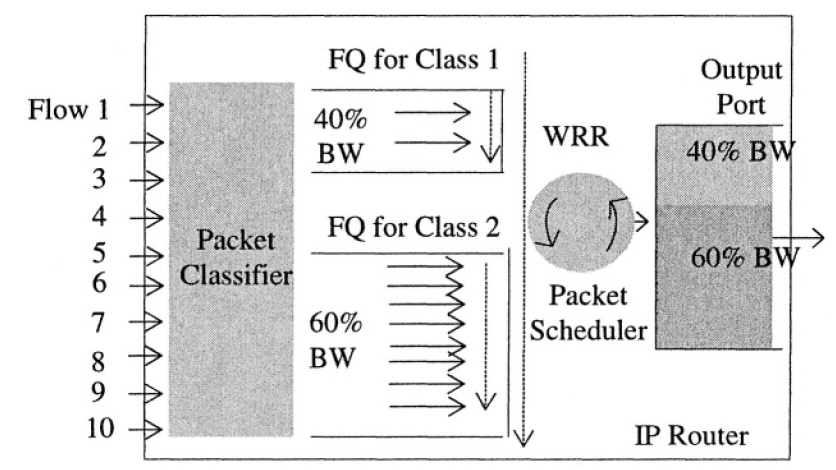 FQ for Class 1
Output
Port
Flow 1
2
3
4
5
6
7
8
9
10
40%
BW
WRR
40% BW
FQ for Class 2
Packet
Classifier
60%
BW
60% BW
Packet
Scheduler
IP Router